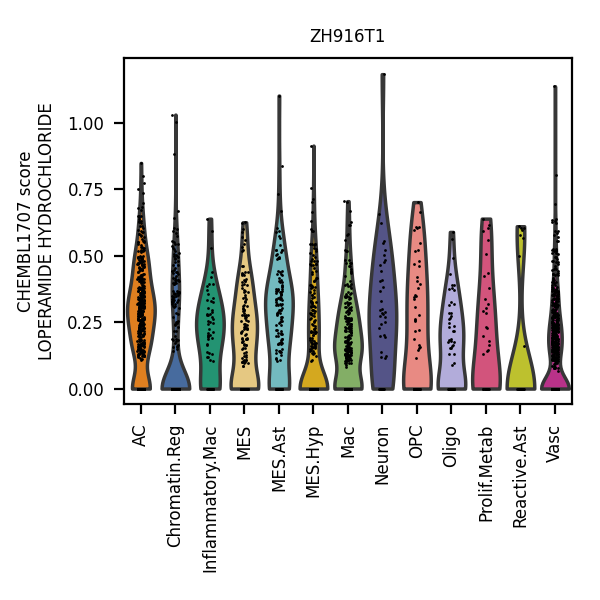 ZH916T1
CHEMBL1707 score
LOPERAMIDE HYDROCHLORIDE
1.00
0.75
0.50
0.25
0.00
AC
Chromatin.Reg
Inflammatory.Mac
MES
MES.Ast
MES.Hyp
Mac
Neuron
OPC
Oligo
Prolif.Metab
Reactive.Ast
Vasc